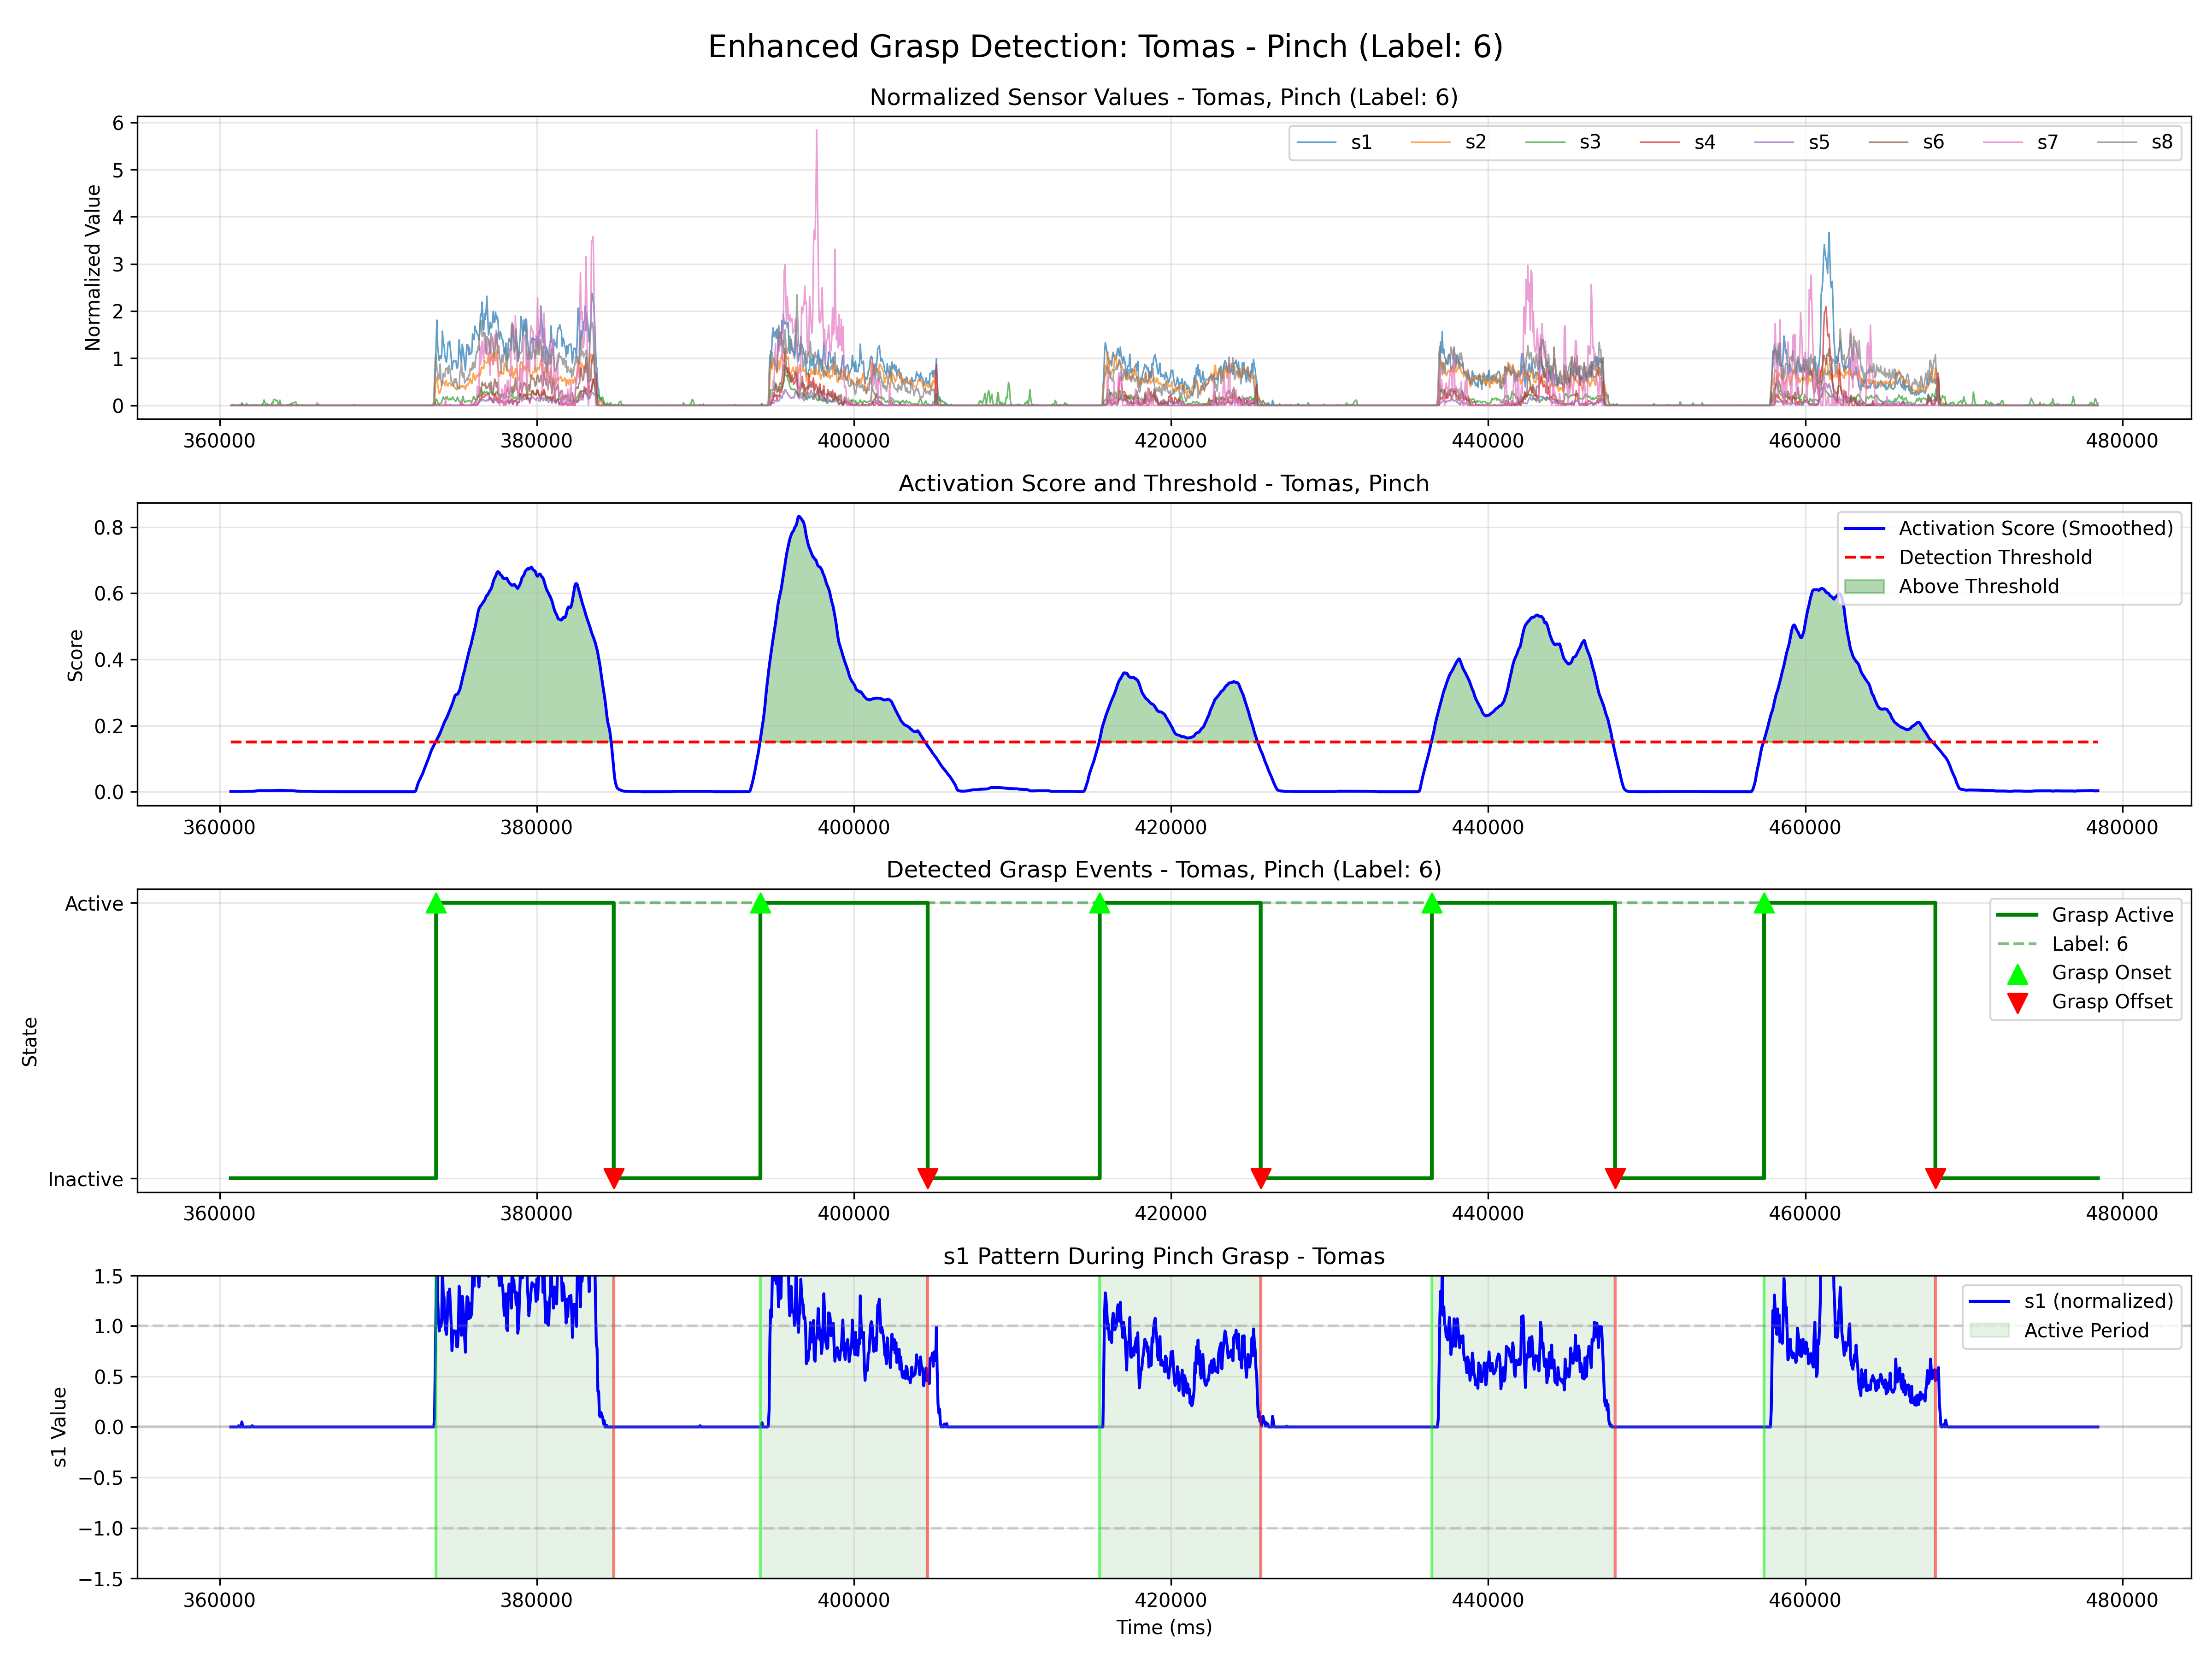 Enhanced Grasp Detection: Tomas - Pinch (Label: 6)
Normalized Sensor Values - Tomas, Pinch (Label: 6)
Normalized Value
6
5
4
3
2
1
0
s1 s2 s3 s4 s5 s6 s7 s8
360000 380000 400000 420000 440000 460000 480000
Activation Score and Threshold - Tomas, Pinch
Score
0.8
0.6
0.4
0.2
0.0
Activation Score (Smoothed)
Detection Threshold
Above Threshold
360000 380000 400000 420000 440000 460000 480000
Detected Grasp Events - Tomas, Pinch (Label: 6)
State
Active
Inactive
Grasp Active
Label: 6
Grasp Onset
Grasp Offset
360000 380000 400000 420000 440000 460000 480000
s1 Pattern During Pinch Grasp - Tomas
s1 Value
1.5
1.0
0.5
0.0
−0.5
−1.0
−1.5
s1 (normalized)
Active Period
360000 380000 400000 420000 440000 460000 480000
Time (ms)